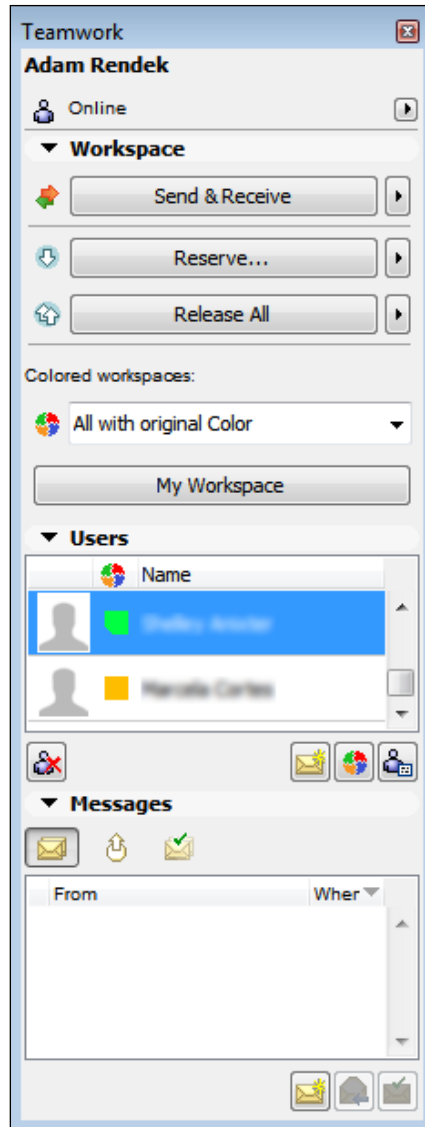 Teamwork
Adam Rendek
Online
Workspace
Send & Receive
Reserve...
Release All
Colored workspaces:
All with original Color
My Workspace
Users
Name
Messages
From Wher